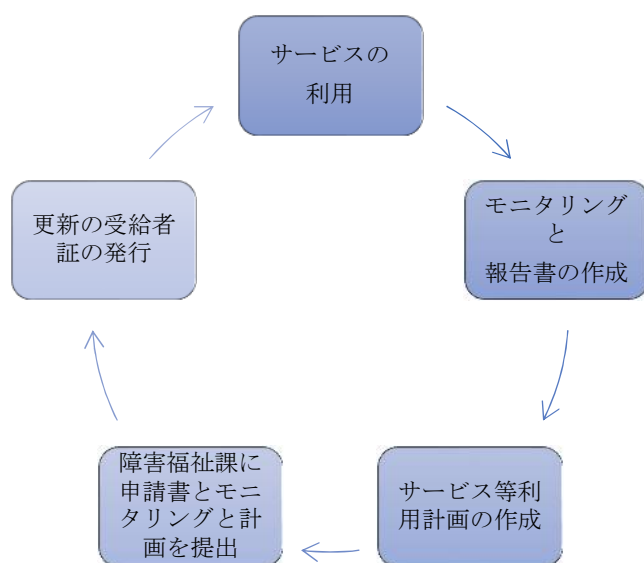 サービスの
利用
モニタリング
と
報告書の作成
サービス等利
用計画の作成
障害福祉課に
申請書とモニ
タリングと計
画を提出
更新の受給者
証の発行